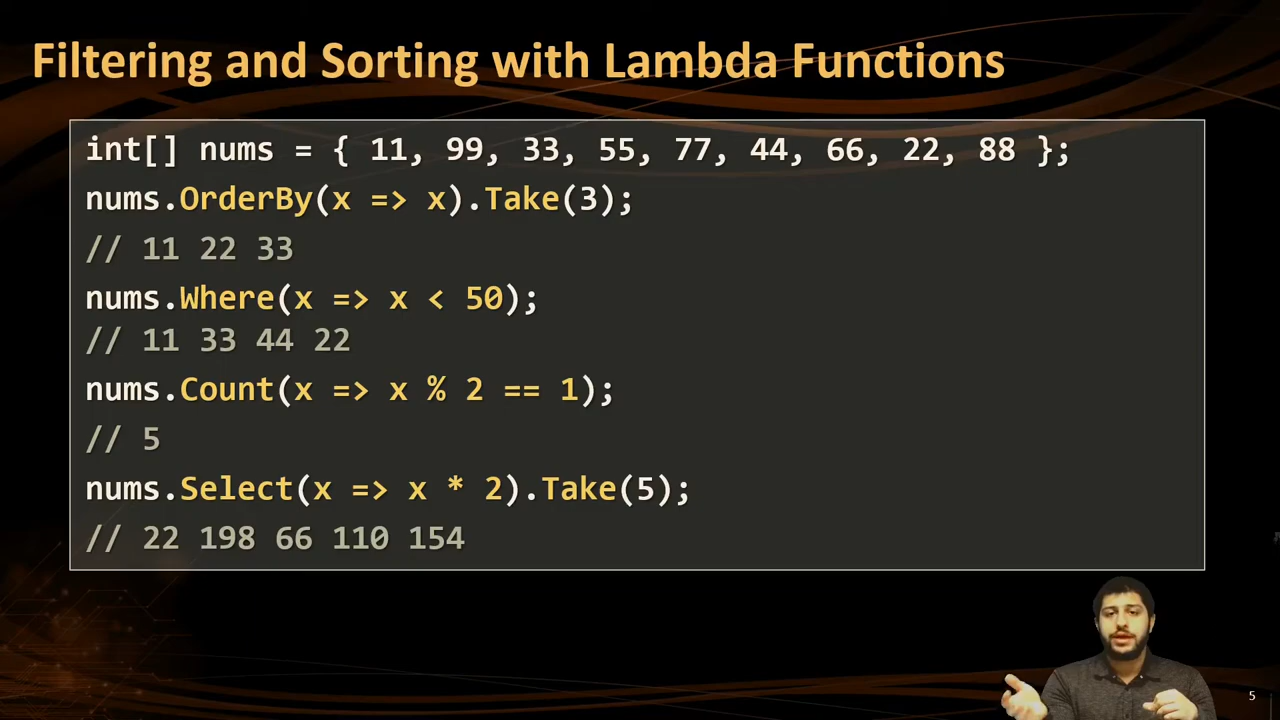 Filtering and Sorting with Lambda Functions
int[] nums = { 11, 99, 33, 55, 77, 44, 66, 22, 88 };
nums.OrderBy(x => x).Take(3);
// 11 22 33
nums.Where(x => x < 50);
// 11 33 44 22
nums.Count(x => x % 2 == 1);
// 5
nums.Select(x => x * 2).Take(5);
// 22 198 66 110 154
5